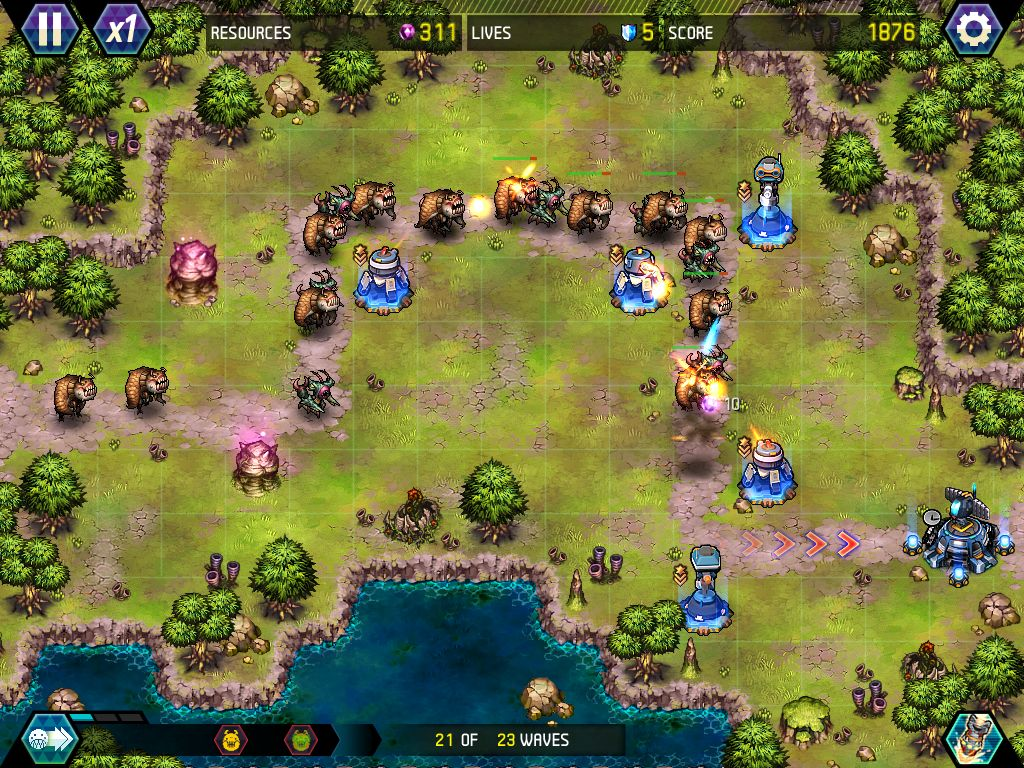 x1
RESOURCES 311 LIVES 5 SCORE 1876
10
21 OF 23 WAVES